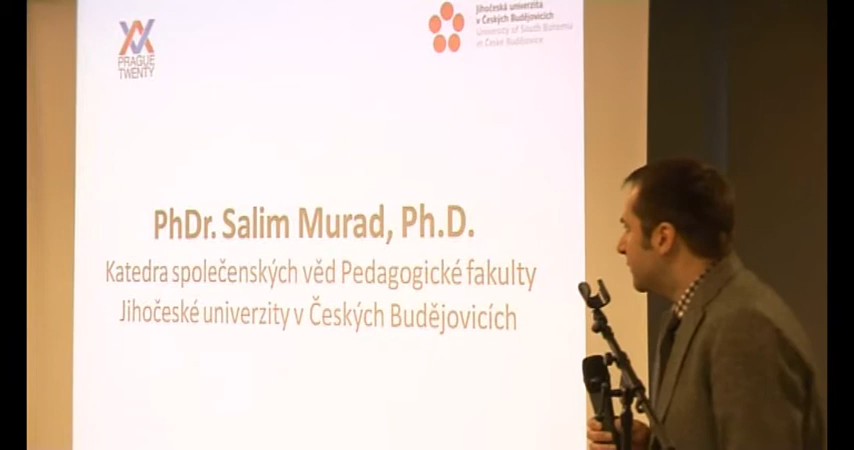 PRAGUE
TWENTY
Jihočeská univerzita
v Českých Budějovicích
University of South Bohemia
in České Budějovice
PhDr. Salim Murad, Ph.D.
Katedra společenských věd Pedagogické fakulty
Jihočeské univerzity v Českých Budějovicích